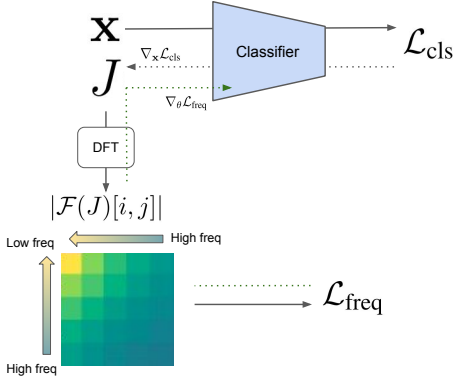 x
Classifier
ℒ_cls
∇_x ℒ_cls
J
∇_θ ℒ_freq
DFT
|ℱ(J)[i, j]|
Low freq
High freq
ℒ_freq
High freq